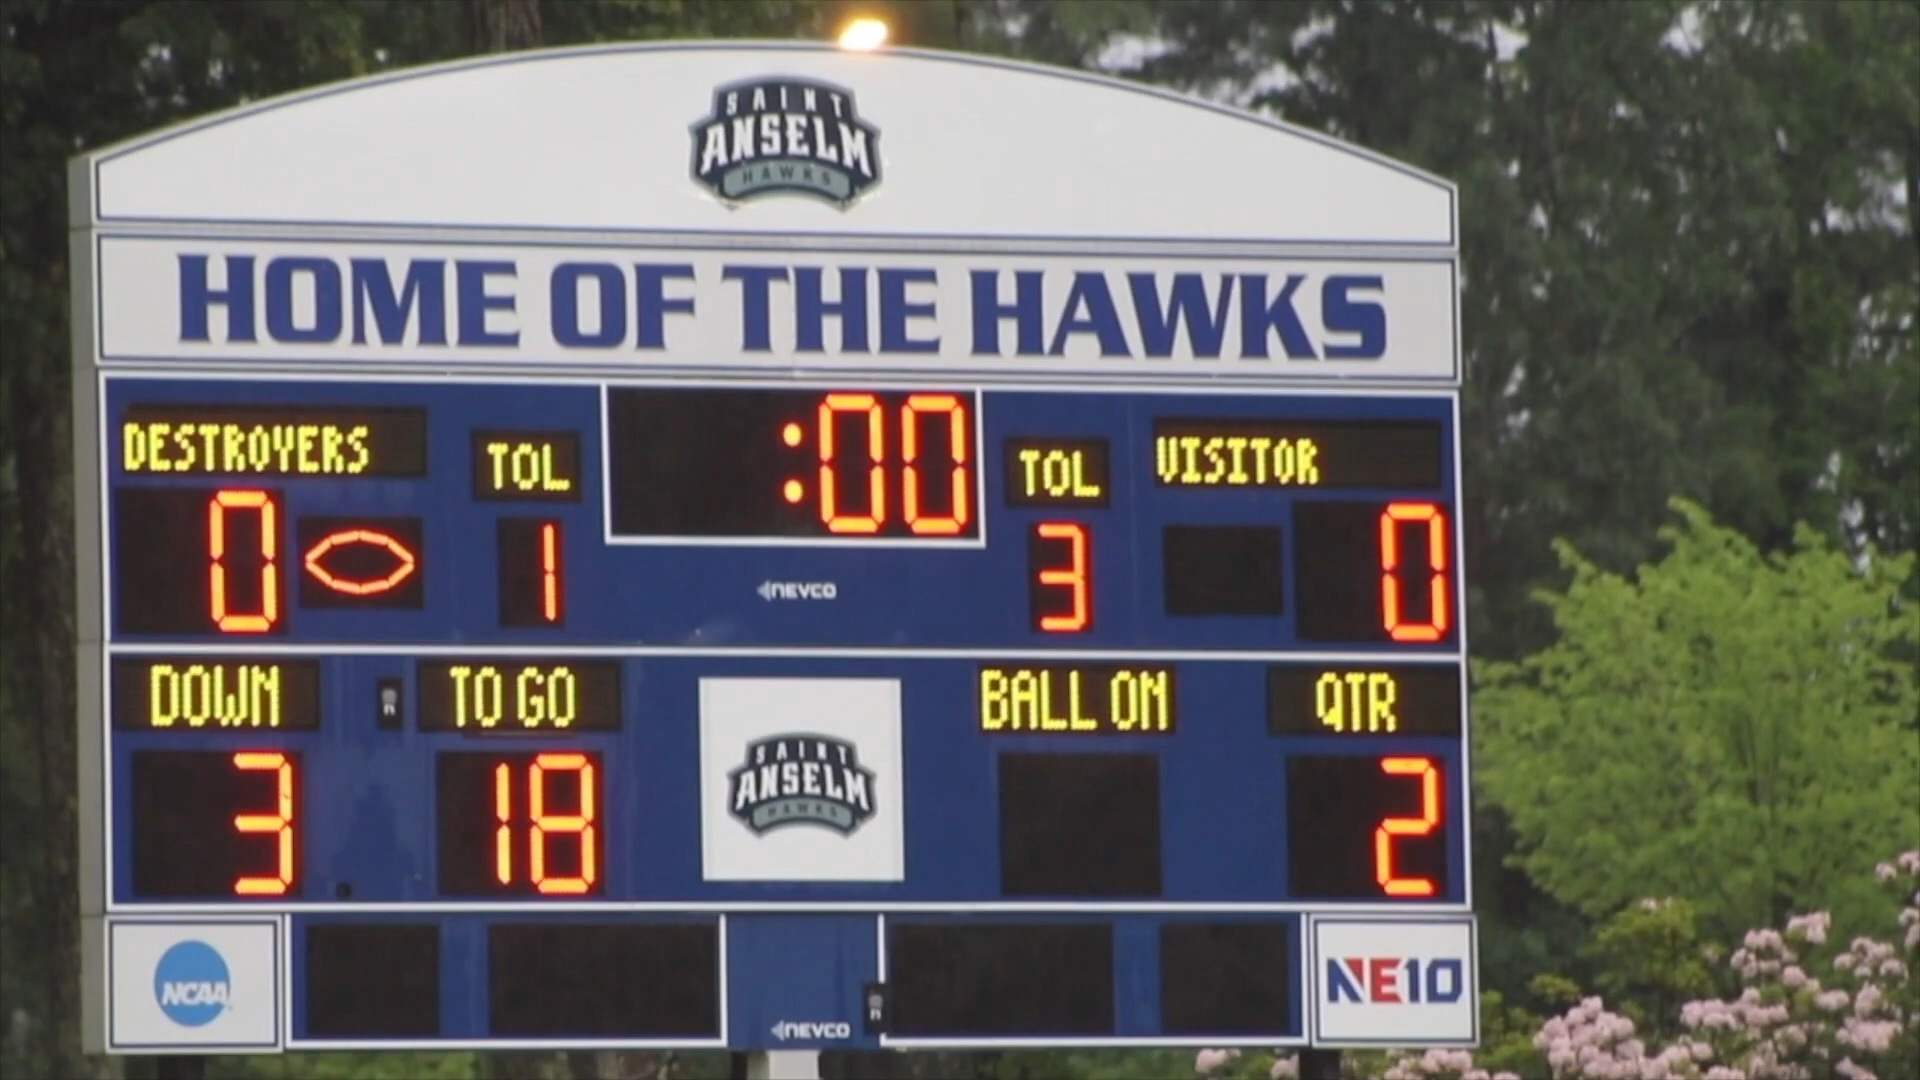 SAINT
ANSELM
HAWKS
HOME OF THE HAWKS
DESTROYERS TOL :00 TOL VISITOR
0 1 3 0
NEVCO
DOWN TO GO BALL ON QTR
3 18 2
SAINT
ANSELM
HAWKS
NCAA NE10
NEVCO